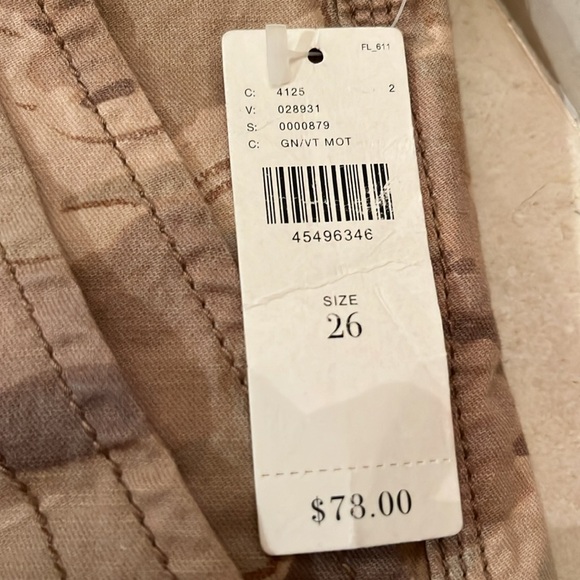 FL_611
C: 4125 2
V: 028931
S: 0000879
C: GN/VT MOT
45496346
SIZE
26
$78.00